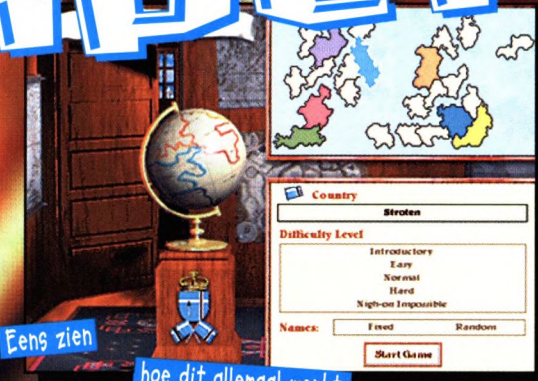 Country
Stroten
Difficulty Level
Introductory
Easy
Normal
Hard
Nigh-on Impossible
Names: Fixed Random
Start Game
Eens zien
hoe dit allemaal werkt